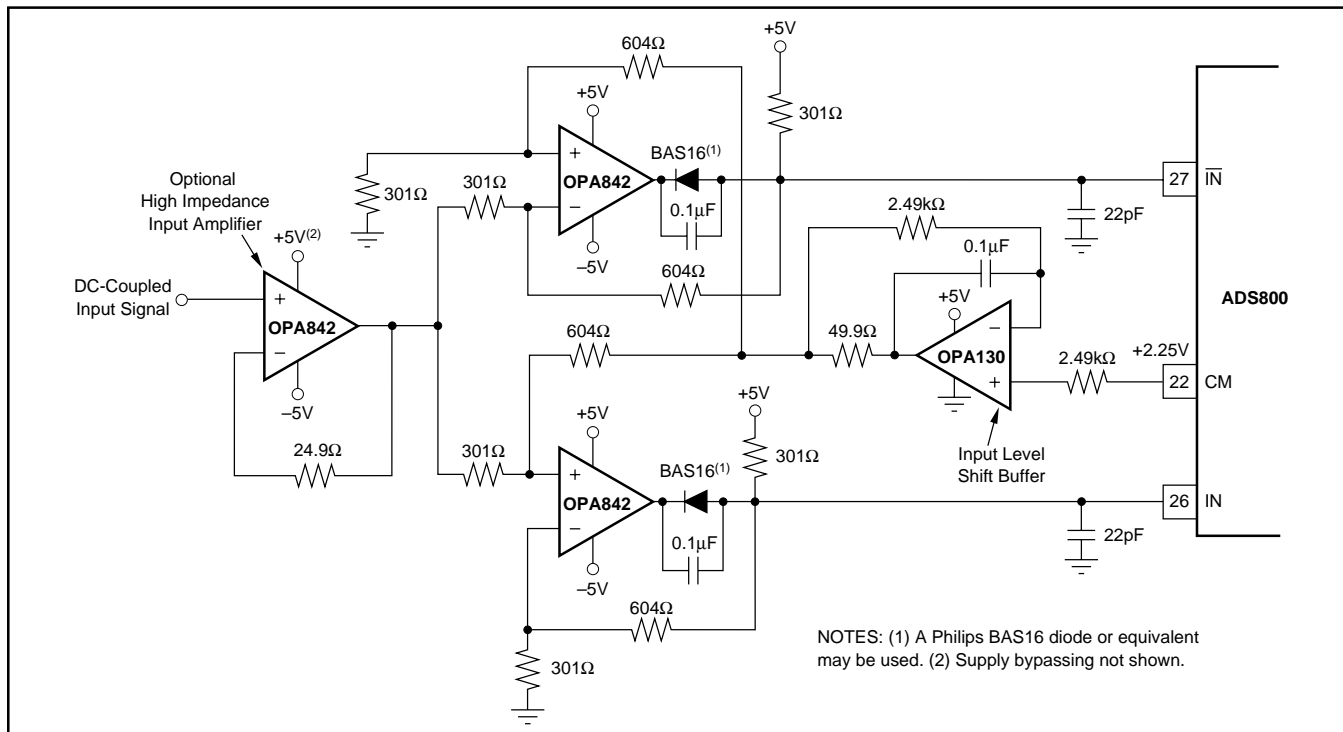 +5V
604Ω
+5V
301Ω
BAS16(1)
+
OPA842
−
0.1µF
–5V
301Ω
301Ω
604Ω
Optional
High Impedance
Input Amplifier
+5V(2)
DC-Coupled
Input Signal
+
OPA842
−
–5V
24.9Ω
27
IN
22pF
2.49kΩ
0.1µF
+5V
−
OPA130
+
49.9Ω
604Ω
ADS800
+2.25V
2.49kΩ
22
CM
Input Level
Shift Buffer
+5V
+5V
301Ω
301Ω
BAS16(1)
+
OPA842
−
0.1µF
–5V
604Ω
301Ω
26
IN
22pF
NOTES: (1) A Philips BAS16 diode or equivalent
may be used. (2) Supply bypassing not shown.